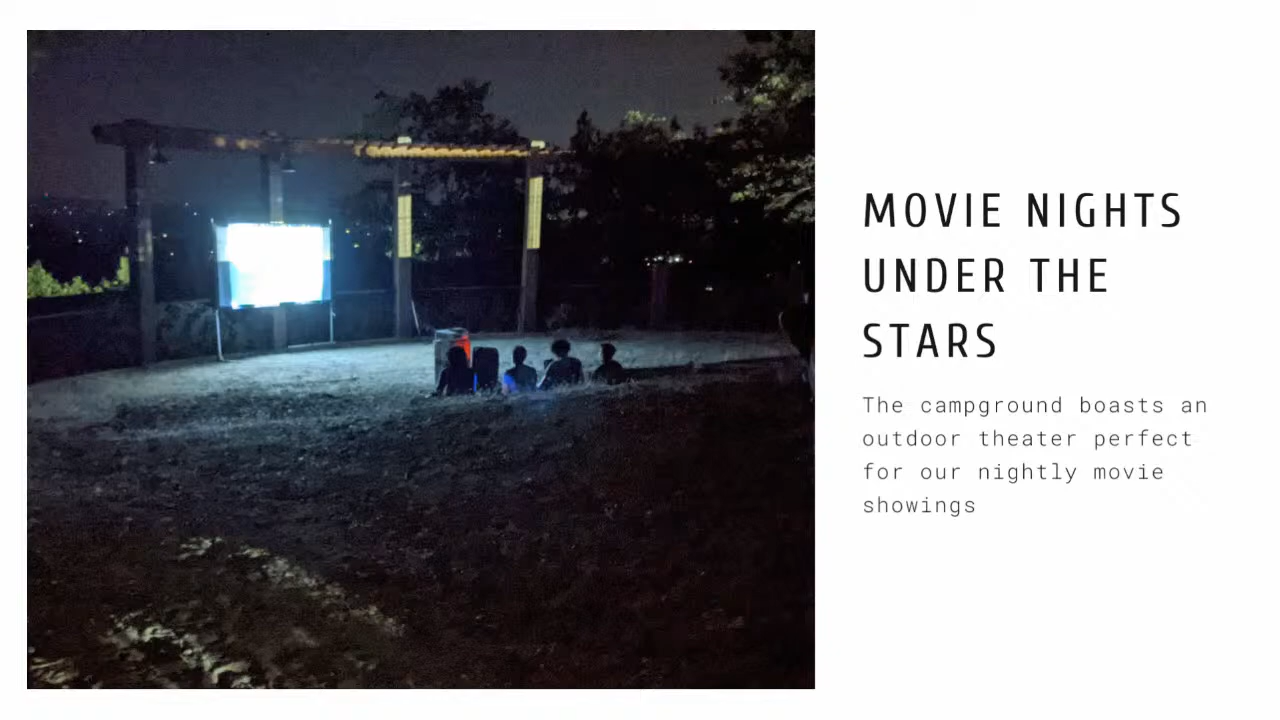 MOVIE NIGHTS
UNDER THE
STARS
The campground boasts an
outdoor theater perfect
for our nightly movie
showings